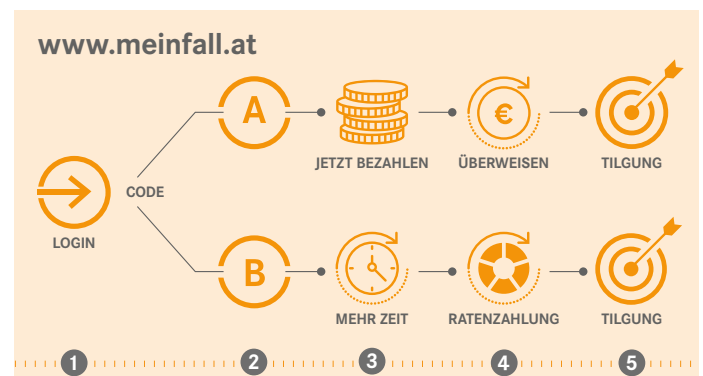 www.meinfall.at
A
JETZT BEZAHLEN
€
ÜBERWEISEN
TILGUNG
LOGIN
CODE
B
MEHR ZEIT
RATENZAHLUNG
TILGUNG
1
2
3
4
5